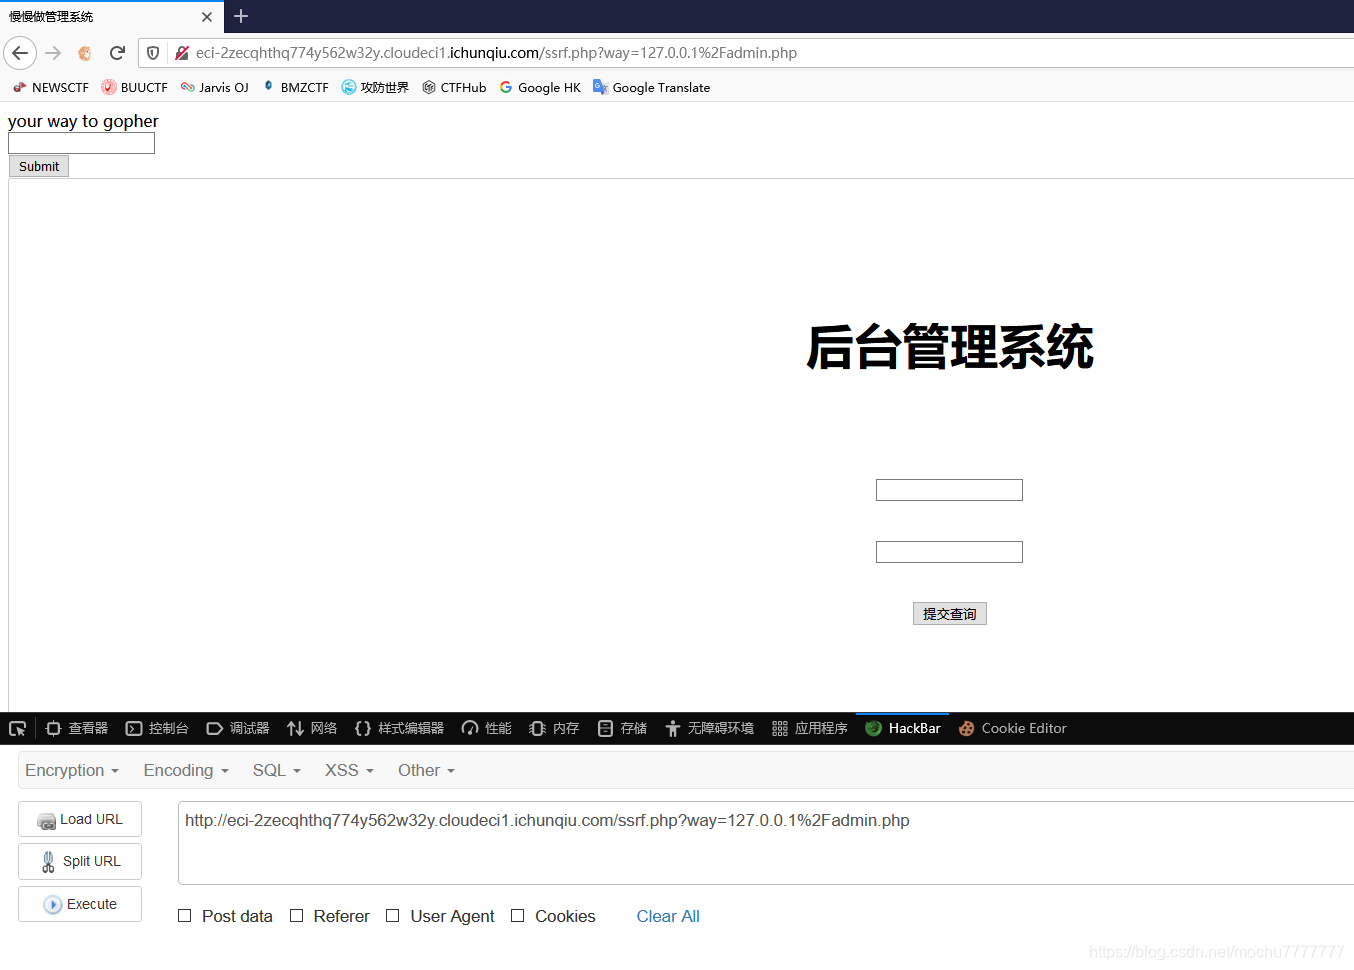 慢慢做管理系统
eci-2zecqhthq774y562w32y.cloudeci1.ichunqiu.com/ssrf.php?way=127.0.0.1%2Fadmin.php
NEWSCTF BUUCTF Jarvis OJ BMZCTF 攻防世界 CTFHub Google HK Google Translate
your way to gopher
Submit
后台管理系统
提交查询
查看器 控制台 调试器 网络 样式编辑器 性能 内存 存储 无障碍环境 应用程序 HackBar Cookie Editor
Encryption Encoding SQL XSS Other
Load URL
http://eci-2zecqhthq774y562w32y.cloudeci1.ichunqiu.com/ssrf.php?way=127.0.0.1%2Fadmin.php
Split URL
Execute
Post data Referer User Agent Cookies Clear All
https://blog.csdn.net/mochu7777777